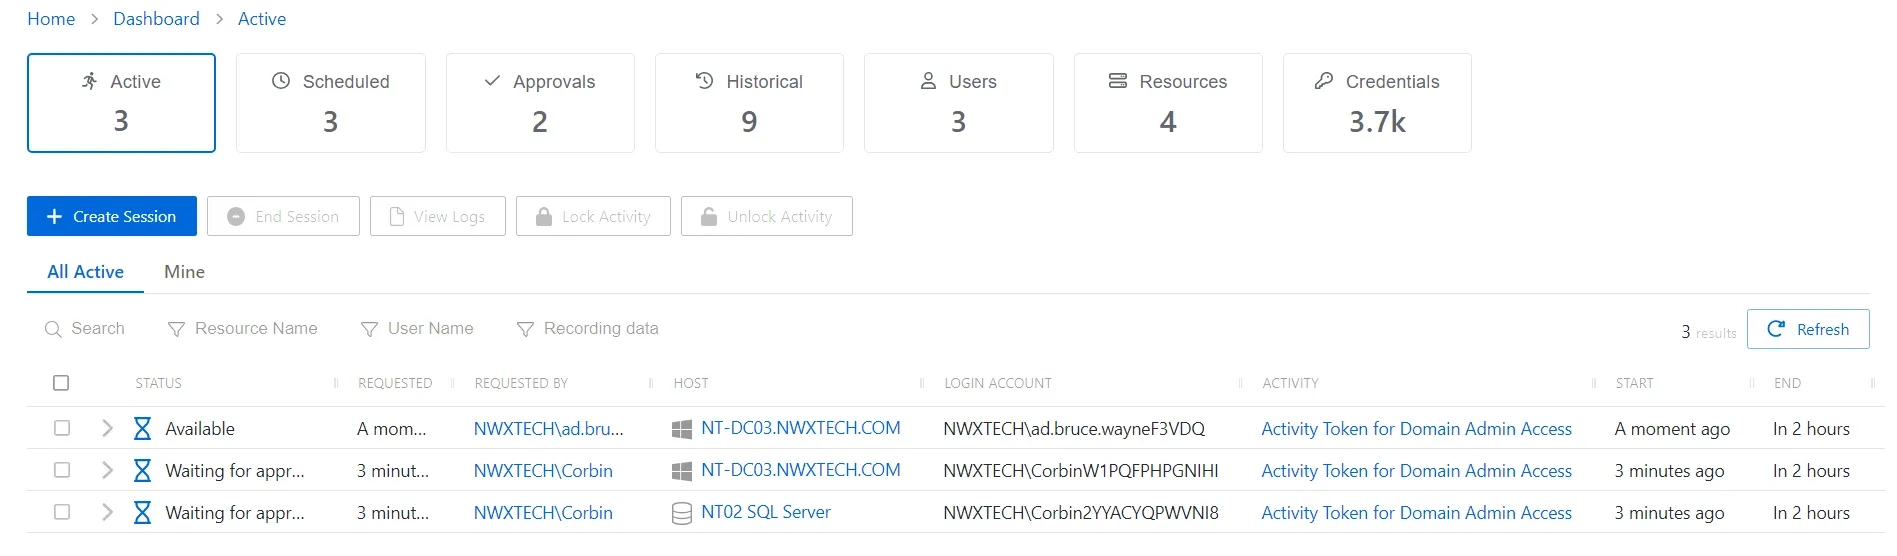 Home > Dashboard > Active
Active Scheduled Approvals Historical Users Resources Credentials
3 3 2 9 3 4 3.7k
Create Session End Session View Logs Lock Activity Unlock Activity
All Active Mine
Search Resource Name User Name Recording data 3 results Refresh
STATUS REQUESTED REQUESTED BY HOST LOGIN ACCOUNT ACTIVITY START END
Available A mom... NWXTECH\ad.bru... NT-DC03.NWXTECH.COM NWXTECH\ad.bruce.wayneF3VDQ Activity Token for Domain Admin Access A moment ago In 2 hours
Waiting for appr... 3 minut... NWXTECH\Corbin NT-DC03.NWXTECH.COM NWXTECH\CorbinW1PQFPHPGNIHI Activity Token for Domain Admin Access 3 minutes ago In 2 hours
Waiting for appr... 3 minut... NWXTECH\Corbin NT02 SQL Server NWXTECH\Corbin2YYACYQPWVNI8 Activity Token for Domain Admin Access 3 minutes ago In 2 hours